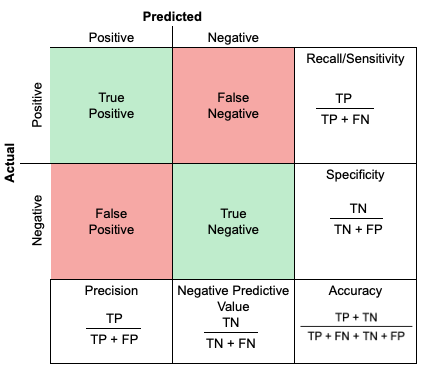 Predicted
Positive
Negative
Actual
Positive
True
Positive
False
Negative
Recall/Sensitivity
TP
TP + FN
Negative
False
Positive
True
Negative
Specificity
TN
TN + FP
Precision
TP
TP + FP
Negative Predictive
Value
TN
TN + FN
Accuracy
TP + TN
TP + FN + TN + FP